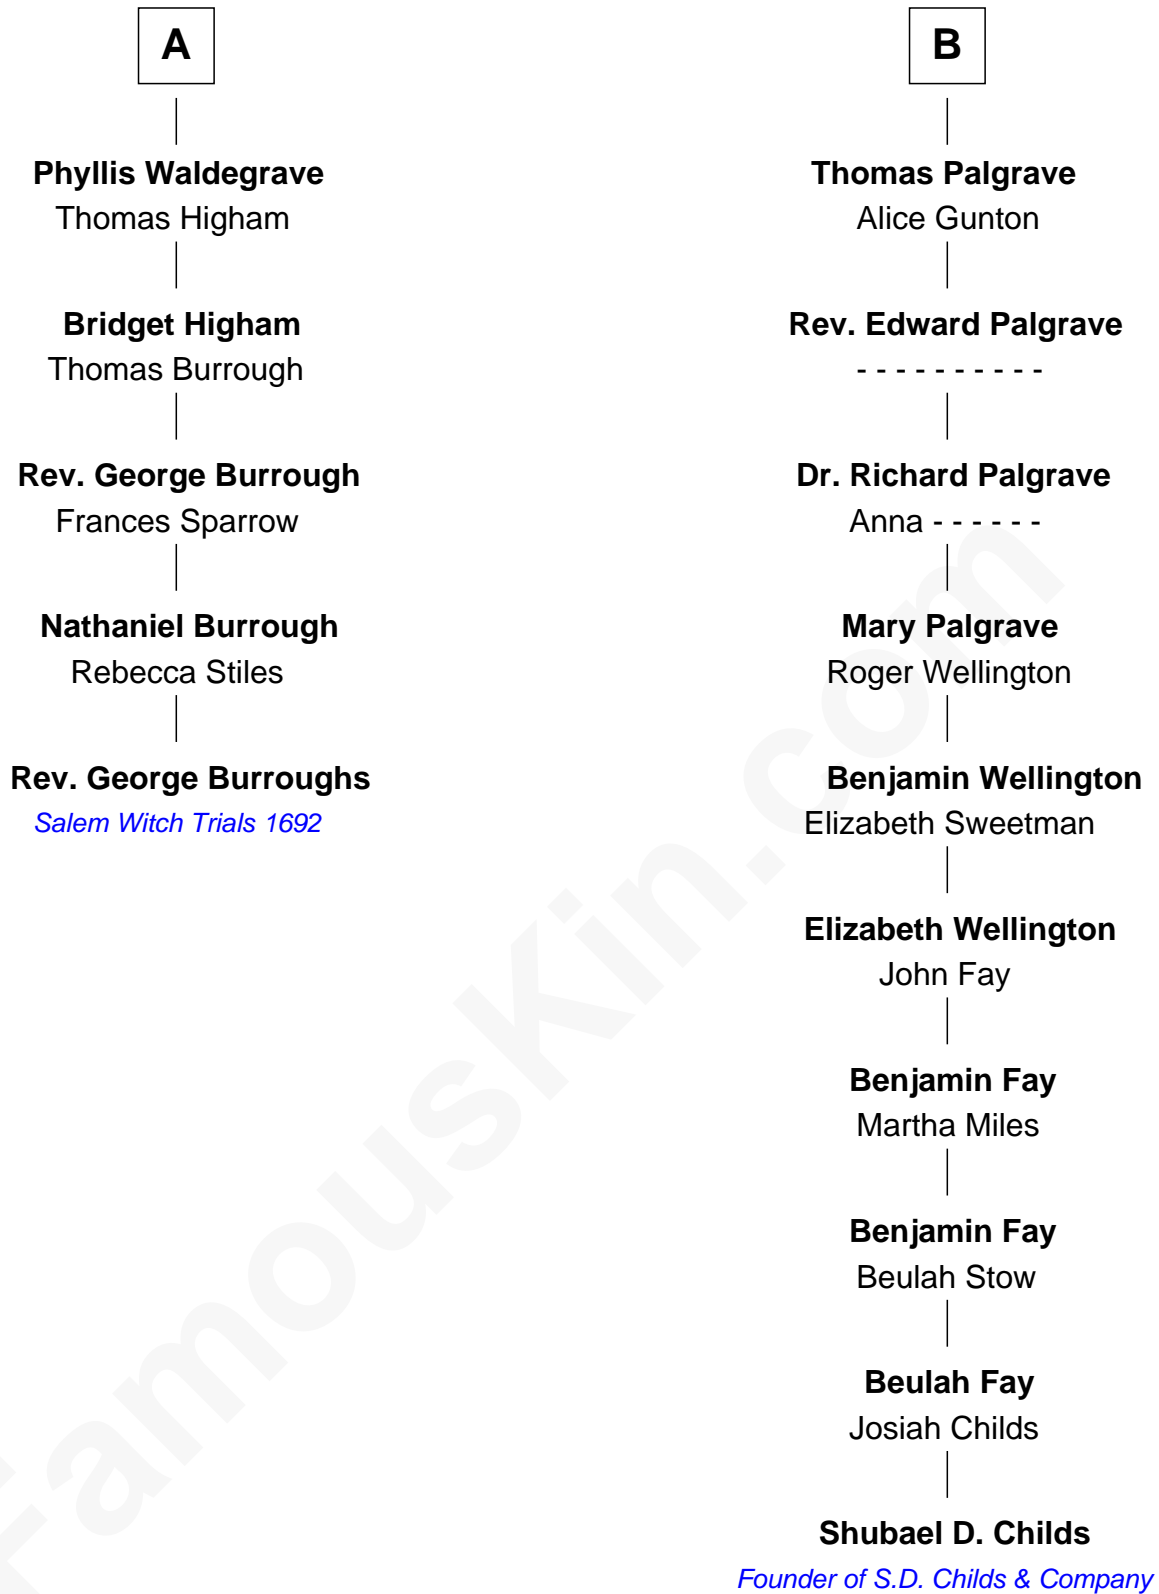 A
Phyllis Waldegrave
Thomas Higham
Bridget Higham
Thomas Burrough
Rev. George Burrough
Frances Sparrow
Nathaniel Burrough
Rebecca Stiles
Rev. George Burroughs
Salem Witch Trials 1692
B
Thomas Palgrave
Alice Gunton
Rev. Edward Palgrave
- - - - - - - - - -
Dr. Richard Palgrave
Anna - - - - - -
Mary Palgrave
Roger Wellington
Benjamin Wellington
Elizabeth Sweetman
Elizabeth Wellington
John Fay
Benjamin Fay
Martha Miles
Benjamin Fay
Beulah Stow
Beulah Fay
Josiah Childs
Shubael D. Childs
Founder of S.D. Childs & Company
FamousKin.com